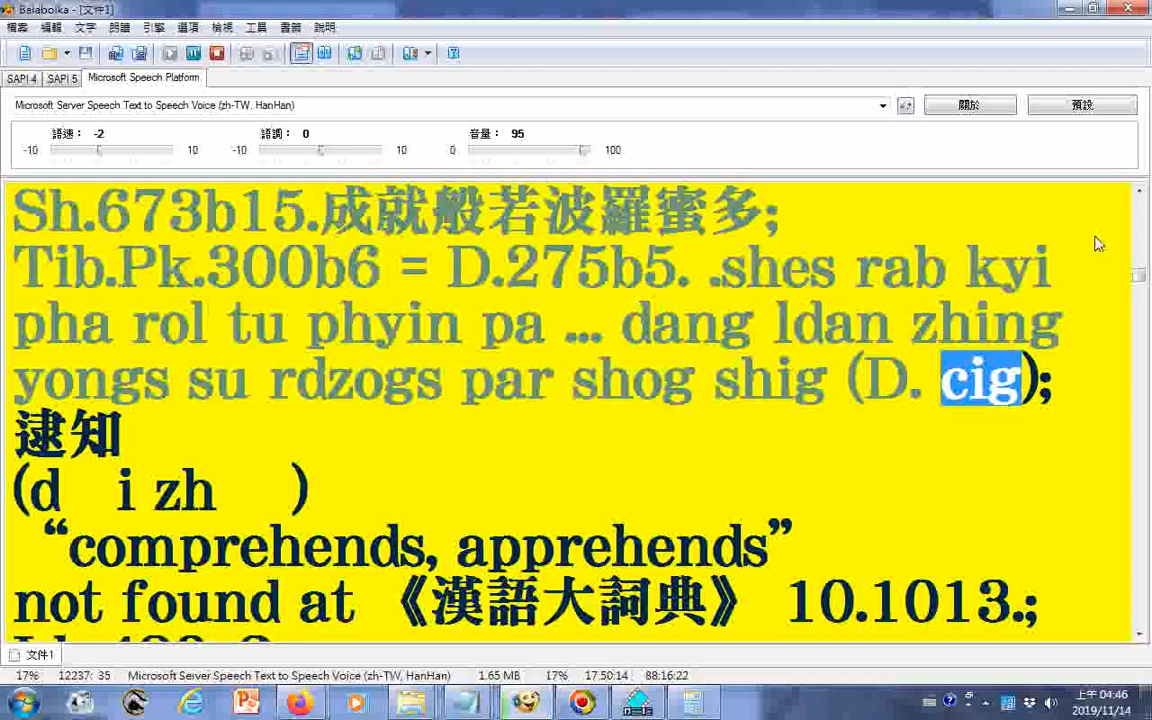 Balabolka - [文件1]
檔案 編輯 文字 朗讀 引擎 選項 檢視 工具 書籤 說明
SAPI 4 SAPI 5 Microsoft Speech Platform
Microsoft Server Speech Text to Speech Voice (zh-TW, HanHan) 關於 預設
語速： -2 語調： 0 音量： 95
-10 10 -10 10 0 100
Sh.673b15.成就般若波羅蜜多;
Tib.Pk.300b6 = D.275b5. .shes rab kyi
pha rol tu phyin pa ... dang ldan zhing
yongs su rdzogs par shog shig (D. cig);
逮知
(d i zh )
“comprehends, apprehends”
not found at 《漢語大詞典》 10.1013.;
文件1
17% 12237: 35 Microsoft Server Speech Text to Speech Voice (zh-TW, HanHan) 1.65 MB 17% 17:50:14 88:16:22
上午 04:46
2019/11/14